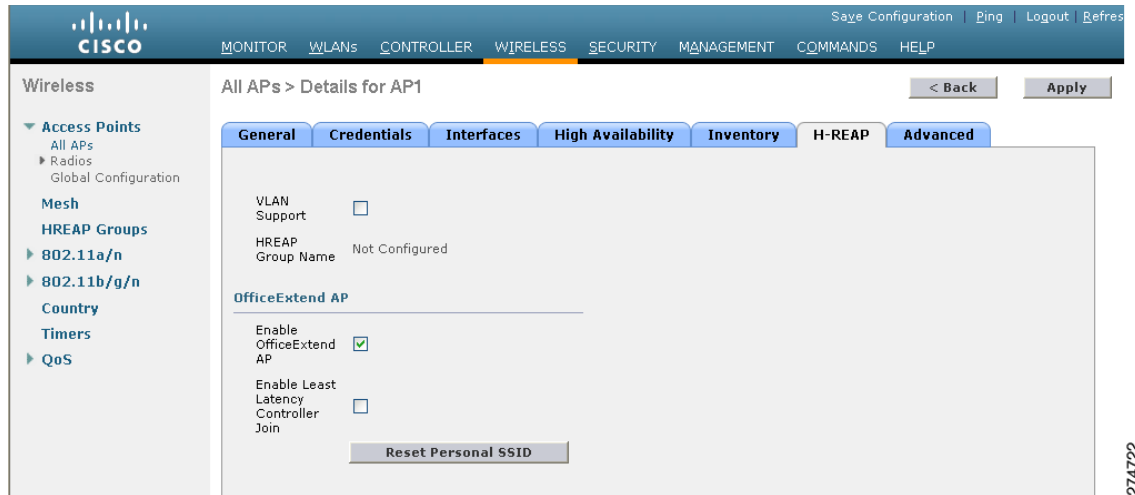 Save Configuration | Ping | Logout | Refres
CISCO
MONITOR WLANs CONTROLLER WIRELESS SECURITY MANAGEMENT COMMANDS HELP
Wireless
Access Points
All APs
Radios
Global Configuration
Mesh
HREAP Groups
802.11a/n
802.11b/g/n
Country
Timers
QoS
All APs > Details for AP1
< Back
Apply
General Credentials Interfaces High Availability Inventory H-REAP Advanced
VLAN
Support
HREAP
Group Name
Not Configured
OfficeExtend AP
Enable
OfficeExtend
AP
Enable Least
Latency
Controller
Join
Reset Personal SSID
274722